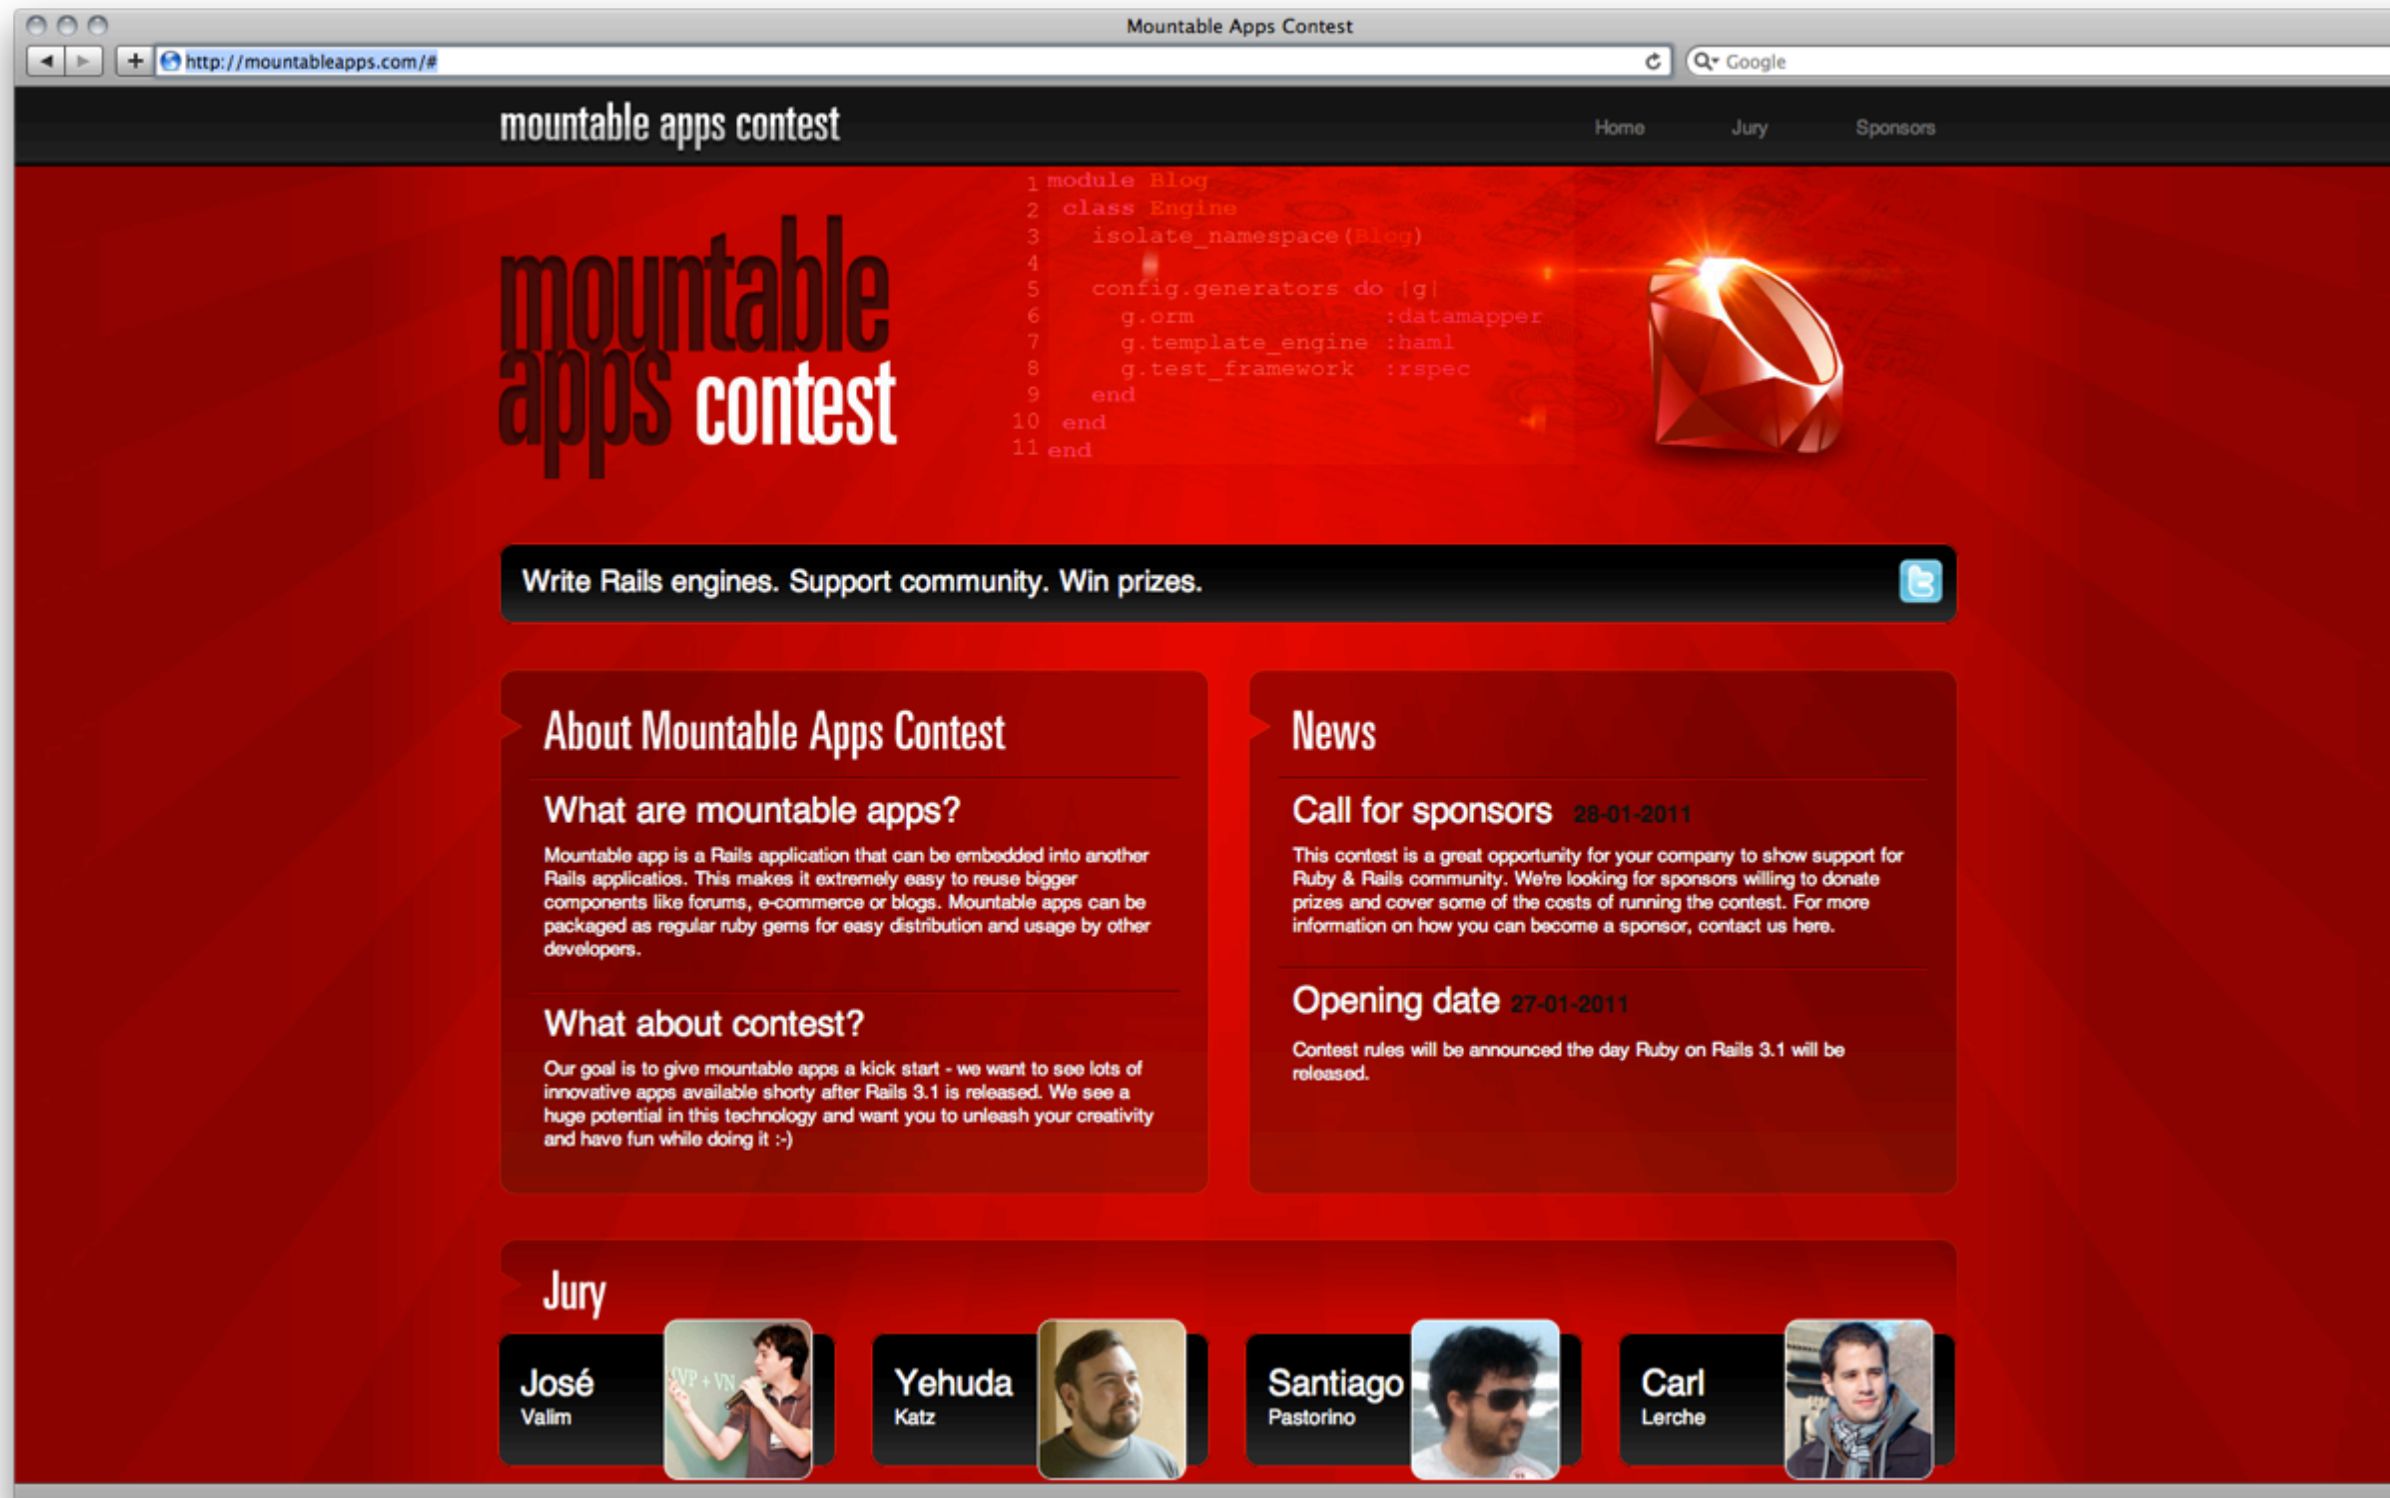 Mountable Apps Contest
http://mountableapps.com/#
Google
mountable apps contest
Home Jury Sponsors
mountable
apps contest
1 module Blog
2 class Engine
3 isolate_namespace(Blog)
4
5 config.generators do |g|
6 g.orm :datamapper
7 g.template_engine :haml
8 g.test_framework :rspec
9 end
10 end
11 end
Write Rails engines. Support community. Win prizes.
About Mountable Apps Contest
What are mountable apps?
Mountable app is a Rails application that can be embedded into another
Rails applicatios. This makes it extremely easy to reuse bigger
components like forums, e-commerce or blogs. Mountable apps can be
packaged as regular ruby gems for easy distribution and usage by other
developers.
What about contest?
Our goal is to give mountable apps a kick start - we want to see lots of
innovative apps available shorty after Rails 3.1 is released. We see a
huge potential in this technology and want you to unleash your creativity
and have fun while doing it :-)
News
Call for sponsors 28-01-2011
This contest is a great opportunity for your company to show support for
Ruby & Rails community. We're looking for sponsors willing to donate
prizes and cover some of the costs of running the contest. For more
information on how you can become a sponsor, contact us here.
Opening date 27-01-2011
Contest rules will be announced the day Ruby on Rails 3.1 will be
released.
Jury
José
Valim
VP + VN
Yehuda
Katz
Santiago
Pastorino
Carl
Lerche